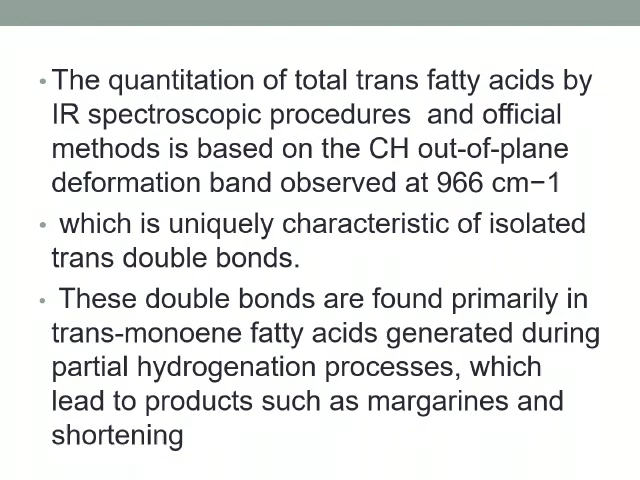 • The quantitation of total trans fatty acids by
IR spectroscopic procedures  and official
methods is based on the CH out-of-plane
deformation band observed at 966 cm−1
•  which is uniquely characteristic of isolated
trans double bonds.
•  These double bonds are found primarily in
trans-monoene fatty acids generated during
partial hydrogenation processes, which
lead to products such as margarines and
shortening